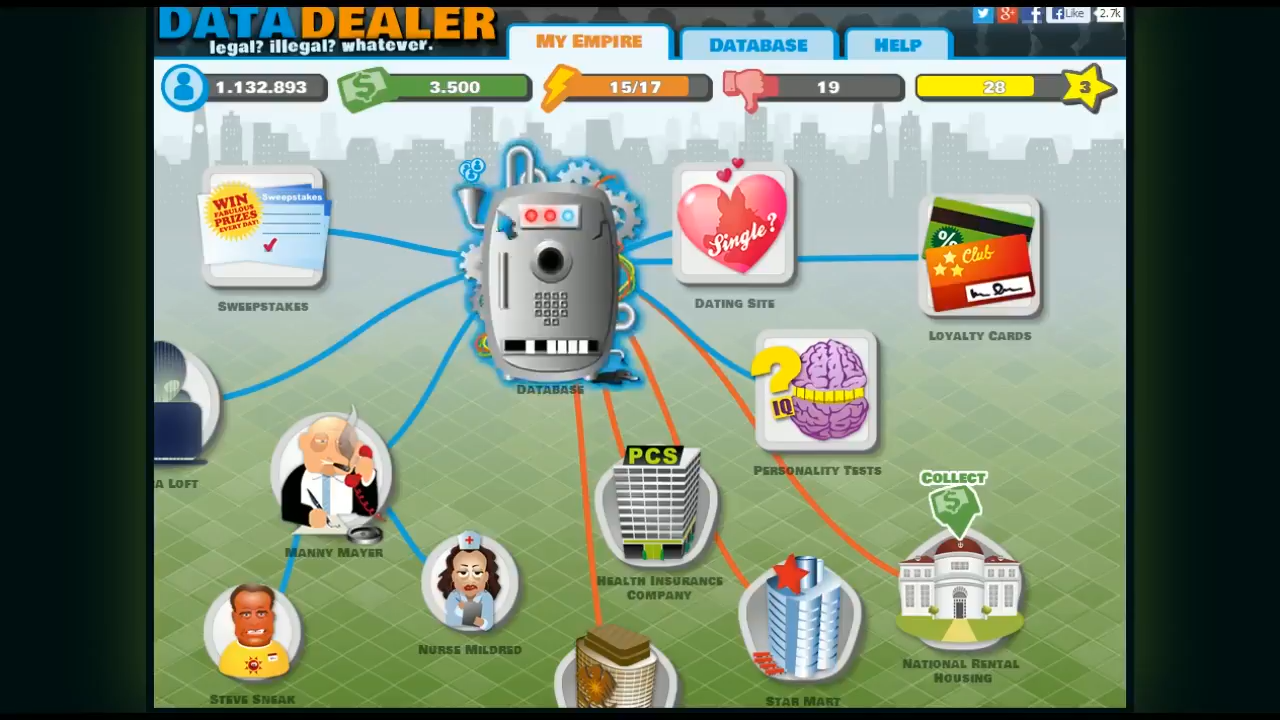 DATADEALER
legal? illegal? whatever.
MY EMPIRE
DATABASE
HELP
Like
2.7k
1.132.893
3.500
15/17
19
28
3
WIN
FABULOUS
PRIZES
EVERY DAY!
Sweepstakes
SWEEPSTAKES
DATABASE
Single?
DATING SITE
%
Club
LOYALTY CARDS
?
IQ
PERSONALITY TESTS
A LOFT
MANNY MAYER
NURSE MILDRED
STEVE SNEAK
PCS
HEALTH INSURANCE
COMPANY
STAR MART
COLLECT
NATIONAL RENTAL
HOUSING